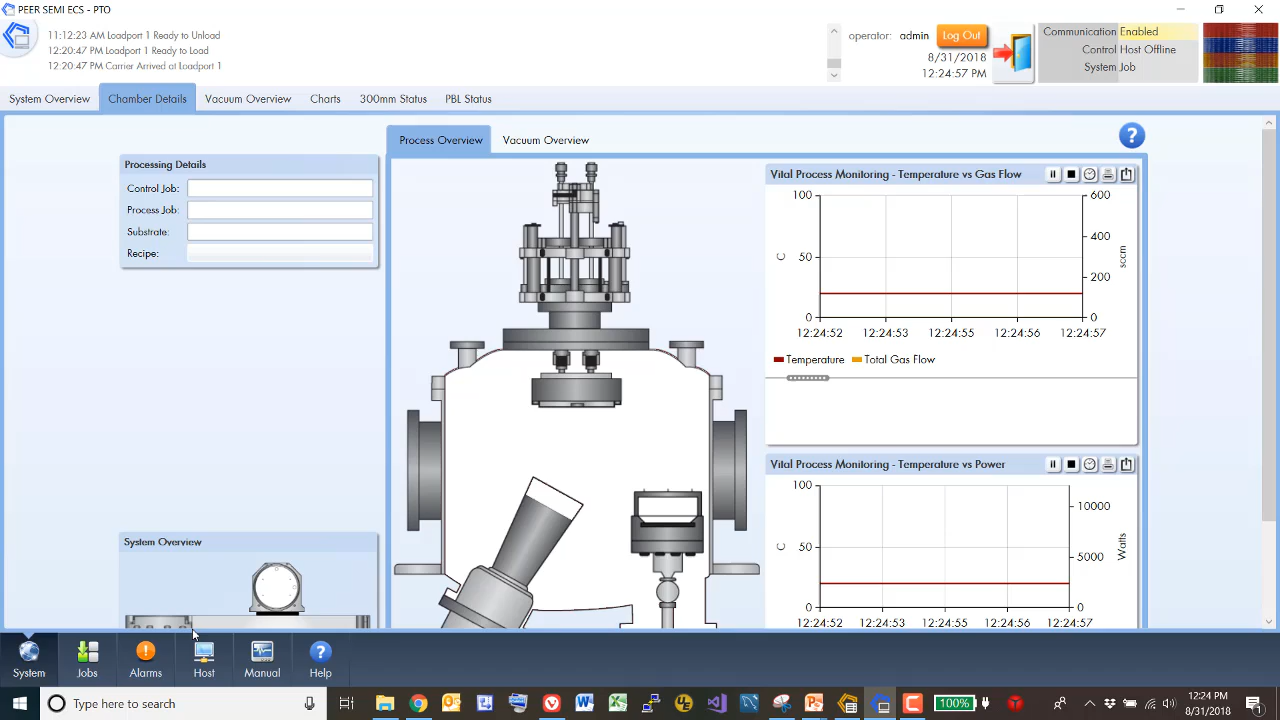 PEER SEMI ECS - PTO
11:12:23 AM Loadport 1 Ready to Unload
12:20:47 PM Loadport 1 Ready to Load
12:20:47 PM Carrier Arrived at Loadport 1
operator: admin
Log Out
8/31/2018
12:24:57 PM
Communication Enabled
Control Host Offline
System Job
System Overview
Chamber Details
Vacuum Overview
Charts
300mm Status
PBL Status
Processing Details
Control Job:
Process Job:
Substrate:
Recipe:
System Overview
Process Overview
Vacuum Overview
?
Vital Process Monitoring - Temperature vs Gas Flow
100
50
0
C
600
400
200
0
sccm
12:24:52 12:24:53 12:24:55 12:24:56 12:24:57
Temperature Total Gas Flow
Vital Process Monitoring - Temperature vs Power
100
50
0
C
10000
5000
0
Watts
12:24:52 12:24:53 12:24:55 12:24:56 12:24:57
System
Jobs
Alarms
Host
Manual
Help
Type here to search
100%
12:24 PM
8/31/2018